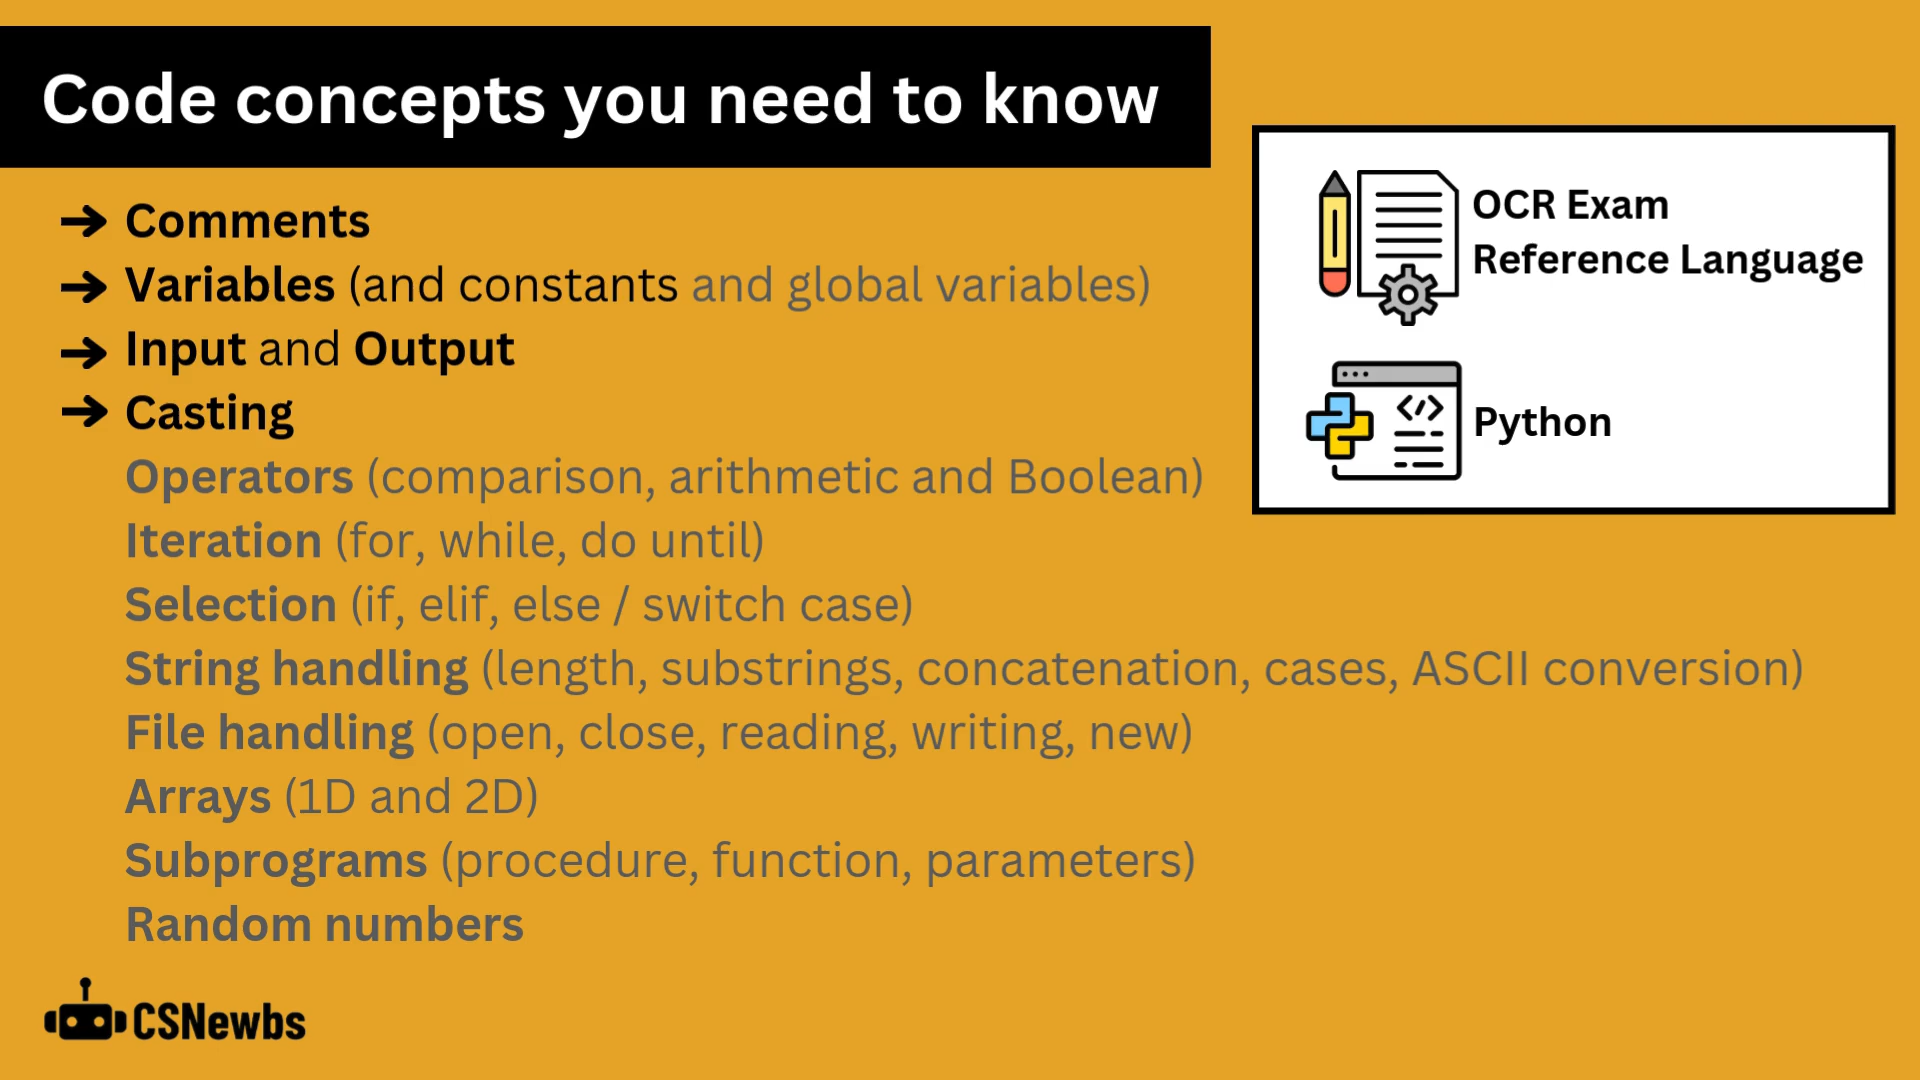 Code concepts you need to know
Comments
Variables (and constants and global variables)
Input and Output
Casting
Operators (comparison, arithmetic and Boolean)
Iteration (for, while, do until)
Selection (if, elif, else / switch case)
String handling (length, substrings, concatenation, cases, ASCII conversion)
File handling (open, close, reading, writing, new)
Arrays (1D and 2D)
Subprograms (procedure, function, parameters)
Random numbers
OCR Exam
Reference Language
</>
Python
CSNewbs